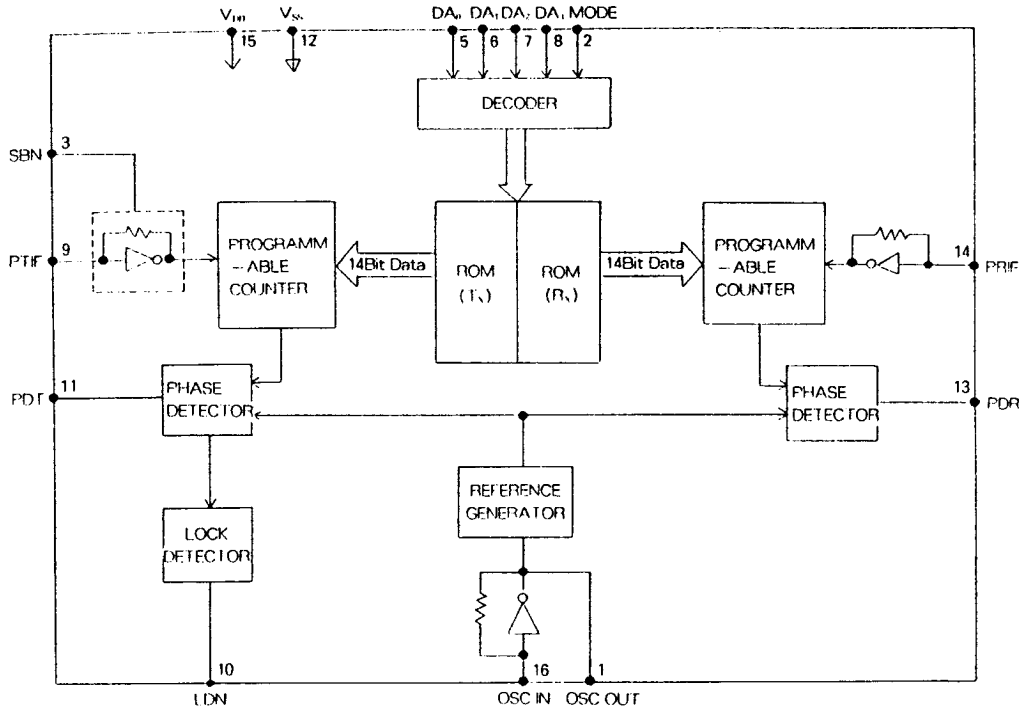 V_DD V_SS DA₀ DA₁ DA₂ DA₃ MODE
15 12 5 6 7 8 2
DECODER
3
SBN
9
PTIF
PROGRAMM
-ABLE
COUNTER
14Bit Data
ROM
(Tx)
ROM
(Rx)
14Bit Data
PROGRAMM
-ABLE
COUNTER
14
PRIF
11
PDT
PHASE
DETECTOR
PHASE
DETECTOR
13
PDR
REFERENCE
GENERATOR
LOCK
DETECTOR
10
LDN
16
OSC IN
1
OSC OUT